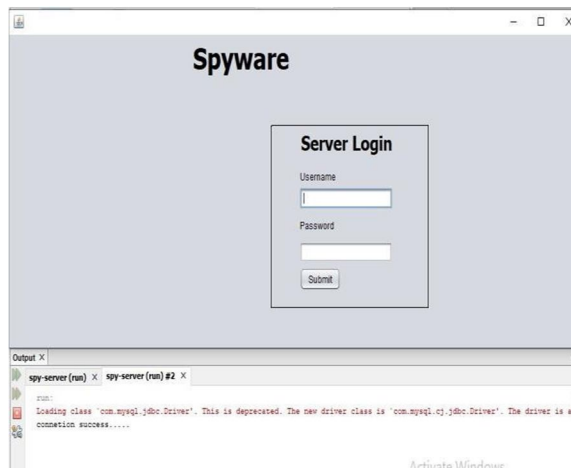 Spyware
Server Login
Username
Password
Submit
Output X
spy-server (run) X spy-server (run) #2 X
run:
Loading class `com.mysql.jdbc.Driver'. This is deprecated. The new driver class is `com.mysql.cj.jdbc.Driver'. The driver is a
connetion success.....
Activate Windows